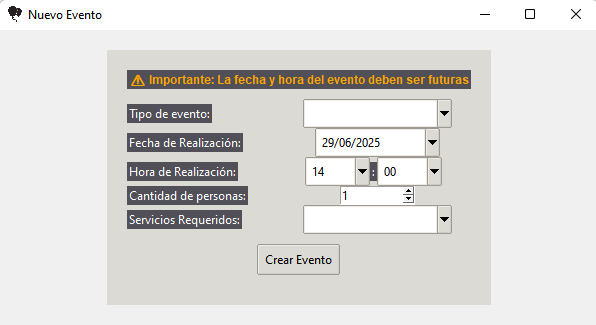 Nuevo Evento
⚠ Importante: La fecha y hora del evento deben ser futuras
Tipo de evento:
Fecha de Realización: 29/06/2025
Hora de Realización: 14 : 00
Cantidad de personas: 1
Servicios Requeridos:
Crear Evento